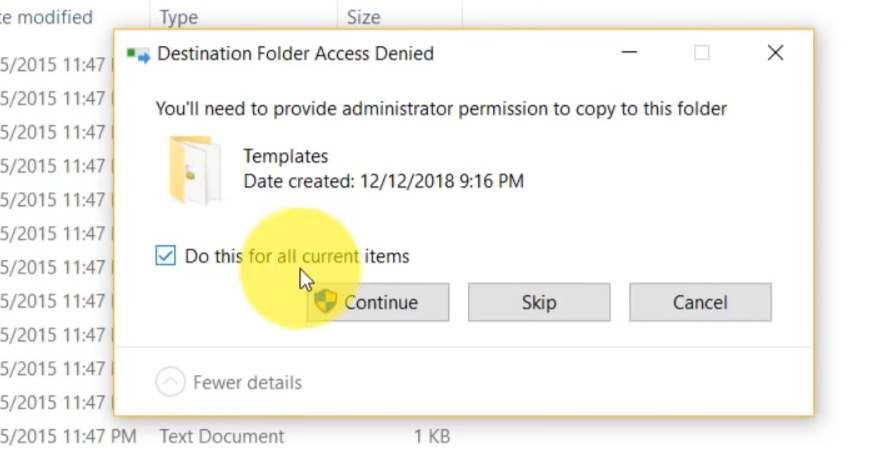 te modified Type Size
Destination Folder Access Denied
5/2015 11:47
You'll need to provide administrator permission to copy to this folder
5/2015 11:47
5/2015 11:47
Templates
5/2015 11:47
Date created: 12/12/2018 9:16 PM
5/2015 11:47
5/2015 11:47
Do this for all current items
5/2015 11:47
5/2015 11:47
Continue Skip Cancel
5/2015 11:47
5/2015 11:47
Fewer details
5/2015 11:47
5/2015 11:47 PM Text Document 1 KB